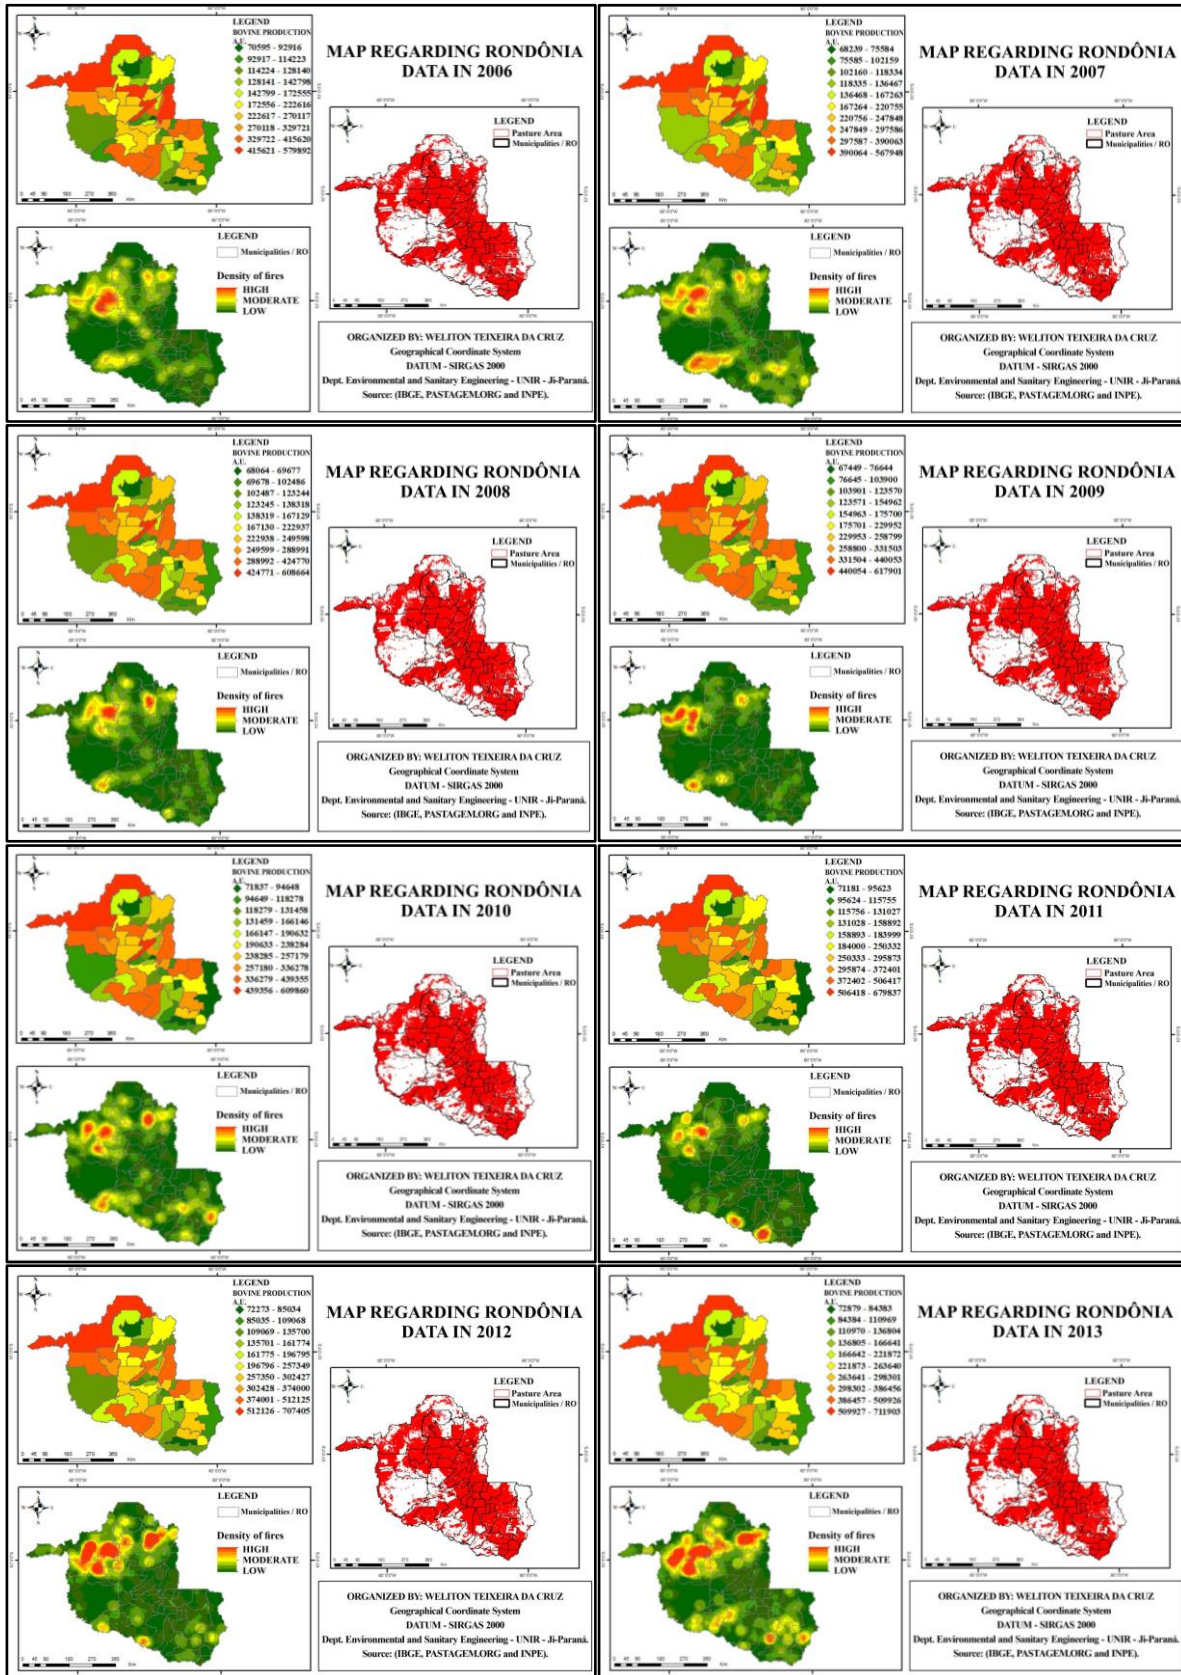 LEGEND
BOVINE PRODUCTION
A.U.
70595 - 92916
92917 - 114223
114224 - 128140
128141 - 142798
142799 - 172555
172556 - 222616
222617 - 270117
270118 - 329721
329722 - 415620
415621 - 579892
MAP REGARDING RONDÔNIA
DATA IN 2006
LEGEND
Pasture Area
Municipalities / RO
LEGEND
Municipalities / RO
Density of fires
HIGH
MODERATE
LOW
ORGANIZED BY: WELITON TEIXEIRA DA CRUZ
Geographical Coordinate System
DATUM - SIRGAS 2000
Dept. Environmental and Sanitary Engineering - UNIR - Ji-Paraná.
Source: (IBGE, PASTAGEM.ORG and INPE).
LEGEND
BOVINE PRODUCTION
A.U.
68239 - 75584
75585 - 102159
102160 - 118334
118335 - 136467
136468 - 167263
167264 - 220755
220756 - 247848
247849 - 297586
297587 - 390063
390064 - 567948
MAP REGARDING RONDÔNIA
DATA IN 2007
LEGEND
Pasture Area
Municipalities / RO
LEGEND
Municipalities / RO
Density of fires
HIGH
MODERATE
LOW
ORGANIZED BY: WELITON TEIXEIRA DA CRUZ
Geographical Coordinate System
DATUM - SIRGAS 2000
Dept. Environmental and Sanitary Engineering - UNIR - Ji-Paraná.
Source: (IBGE, PASTAGEM.ORG and INPE).
LEGEND
BOVINE PRODUCTION
A.U.
68064 - 69677
69678 - 102486
102487 - 123244
123245 - 138318
138319 - 167129
167130 - 222937
222938 - 249598
249599 - 288991
288992 - 424770
424771 - 608664
MAP REGARDING RONDÔNIA
DATA IN 2008
LEGEND
Pasture Area
Municipalities / RO
LEGEND
Municipalities / RO
Density of fires
HIGH
MODERATE
LOW
ORGANIZED BY: WELITON TEIXEIRA DA CRUZ
Geographical Coordinate System
DATUM - SIRGAS 2000
Dept. Environmental and Sanitary Engineering - UNIR - Ji-Paraná.
Source: (IBGE, PASTAGEM.ORG and INPE).
LEGEND
BOVINE PRODUCTION
A.U.
67449 - 76644
76645 - 103900
103901 - 123570
123571 - 154962
154963 - 175700
175701 - 229952
229953 - 258799
258800 - 331503
331504 - 440053
440054 - 617901
MAP REGARDING RONDÔNIA
DATA IN 2009
LEGEND
Pasture Area
Municipalities / RO
LEGEND
Municipalities / RO
Density of fires
HIGH
MODERATE
LOW
ORGANIZED BY: WELITON TEIXEIRA DA CRUZ
Geographical Coordinate System
DATUM - SIRGAS 2000
Dept. Environmental and Sanitary Engineering - UNIR - Ji-Paraná.
Source: (IBGE, PASTAGEM.ORG and INPE).
LEGEND
BOVINE PRODUCTION
A.U.
71837 - 94648
94649 - 118278
118279 - 131458
131459 - 166146
166147 - 190632
190633 - 238284
238285 - 257179
257180 - 336278
336279 - 439355
439356 - 609860
MAP REGARDING RONDÔNIA
DATA IN 2010
LEGEND
Pasture Area
Municipalities / RO
LEGEND
Municipalities / RO
Density of fires
HIGH
MODERATE
LOW
ORGANIZED BY: WELITON TEIXEIRA DA CRUZ
Geographical Coordinate System
DATUM - SIRGAS 2000
Dept. Environmental and Sanitary Engineering - UNIR - Ji-Paraná.
Source: (IBGE, PASTAGEM.ORG and INPE).
LEGEND
BOVINE PRODUCTION
A.U.
71181 - 95623
95624 - 115755
115756 - 131027
131028 - 158892
158893 - 183999
184000 - 250332
250333 - 295873
295874 - 372401
372402 - 506417
506418 - 679837
MAP REGARDING RONDÔNIA
DATA IN 2011
LEGEND
Pasture Area
Municipalities / RO
LEGEND
Municipalities / RO
Density of fires
HIGH
MODERATE
LOW
ORGANIZED BY: WELITON TEIXEIRA DA CRUZ
Geographical Coordinate System
DATUM - SIRGAS 2000
Dept. Environmental and Sanitary Engineering - UNIR - Ji-Paraná.
Source: (IBGE, PASTAGEM.ORG and INPE).
LEGEND
BOVINE PRODUCTION
A.U.
72273 - 85034
85035 - 109068
109069 - 135700
135701 - 161774
161775 - 196795
196796 - 257349
257350 - 302427
302428 - 374000
374001 - 512125
512126 - 707405
MAP REGARDING RONDÔNIA
DATA IN 2012
LEGEND
Pasture Area
Municipalities / RO
LEGEND
Municipalities / RO
Density of fires
HIGH
MODERATE
LOW
ORGANIZED BY: WELITON TEIXEIRA DA CRUZ
Geographical Coordinate System
DATUM - SIRGAS 2000
Dept. Environmental and Sanitary Engineering - UNIR - Ji-Paraná.
Source: (IBGE, PASTAGEM.ORG and INPE).
LEGEND
BOVINE PRODUCTION
A.U.
72879 - 84383
84384 - 110969
110970 - 136804
136805 - 166641
166642 - 221872
221873 - 263640
263641 - 298301
298302 - 386456
386457 - 509926
509927 - 711903
MAP REGARDING RONDÔNIA
DATA IN 2013
LEGEND
Pasture Area
Municipalities / RO
LEGEND
Municipalities / RO
Density of fires
HIGH
MODERATE
LOW
ORGANIZED BY: WELITON TEIXEIRA DA CRUZ
Geographical Coordinate System
DATUM - SIRGAS 2000
Dept. Environmental and Sanitary Engineering - UNIR - Ji-Paraná.
Source: (IBGE, PASTAGEM.ORG and INPE).